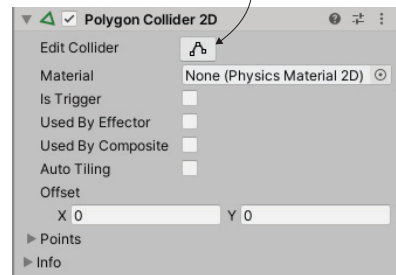 Polygon Collider 2D
Edit Collider
Material None (Physics Material 2D)
Is Trigger
Used By Effector
Used By Composite
Auto Tiling
Offset
X 0 Y 0
Points
Info